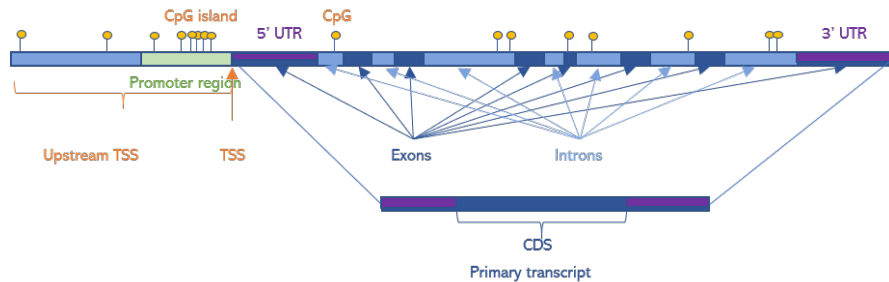 CpG island
CpG
5' UTR
3' UTR
Promoter region
Upstream TSS
TSS
Exons
Introns
CDS
Primary transcript